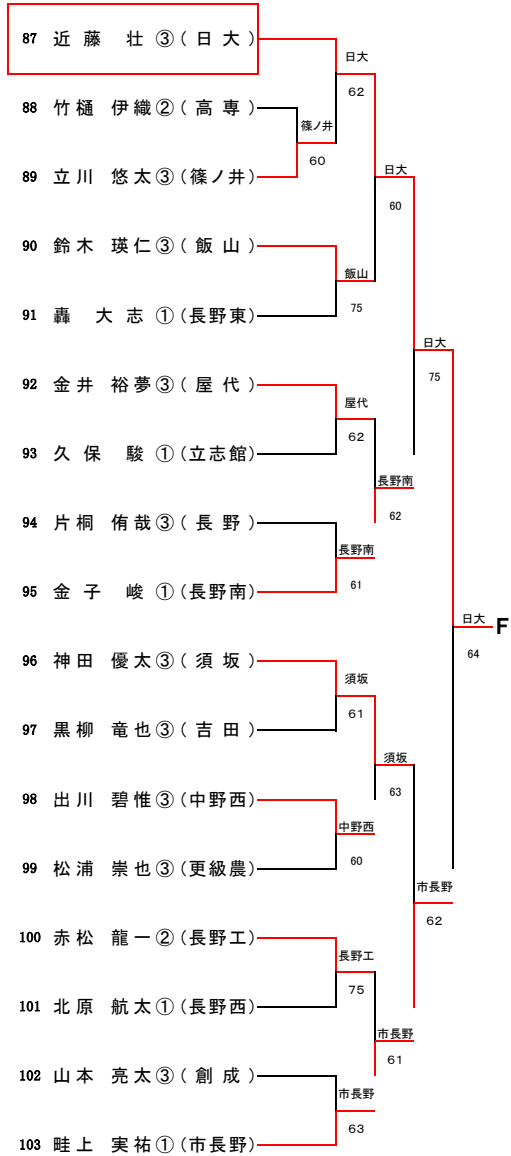 87 近藤 壮③(日大)
日大
62
88 竹樋 伊織②(高専)
篠ノ井
60
89 立川 悠太③(篠ノ井)
日大
60
90 鈴木 瑛仁③(飯山)
飯山
75
91 轟 大志①(長野東)
日大
75
92 金井 裕夢③(屋代)
屋代
62
93 久保 駿①(立志館)
長野南
62
94 片桐 侑哉③(長野)
長野南
61
95 金子 峻①(長野南)
日大 F
64
96 神田 優太③(須坂)
須坂
61
97 黒柳 竜也③(吉田)
須坂
63
98 出川 碧惟③(中野西)
中野西
60
99 松浦 崇也③(更級農)
市長野
62
100 赤松 龍一②(長野工)
長野工
75
101 北原 航太①(長野西)
市長野
61
102 山本 亮太③(創成)
市長野
63
103 畦上 実祐①(市長野)